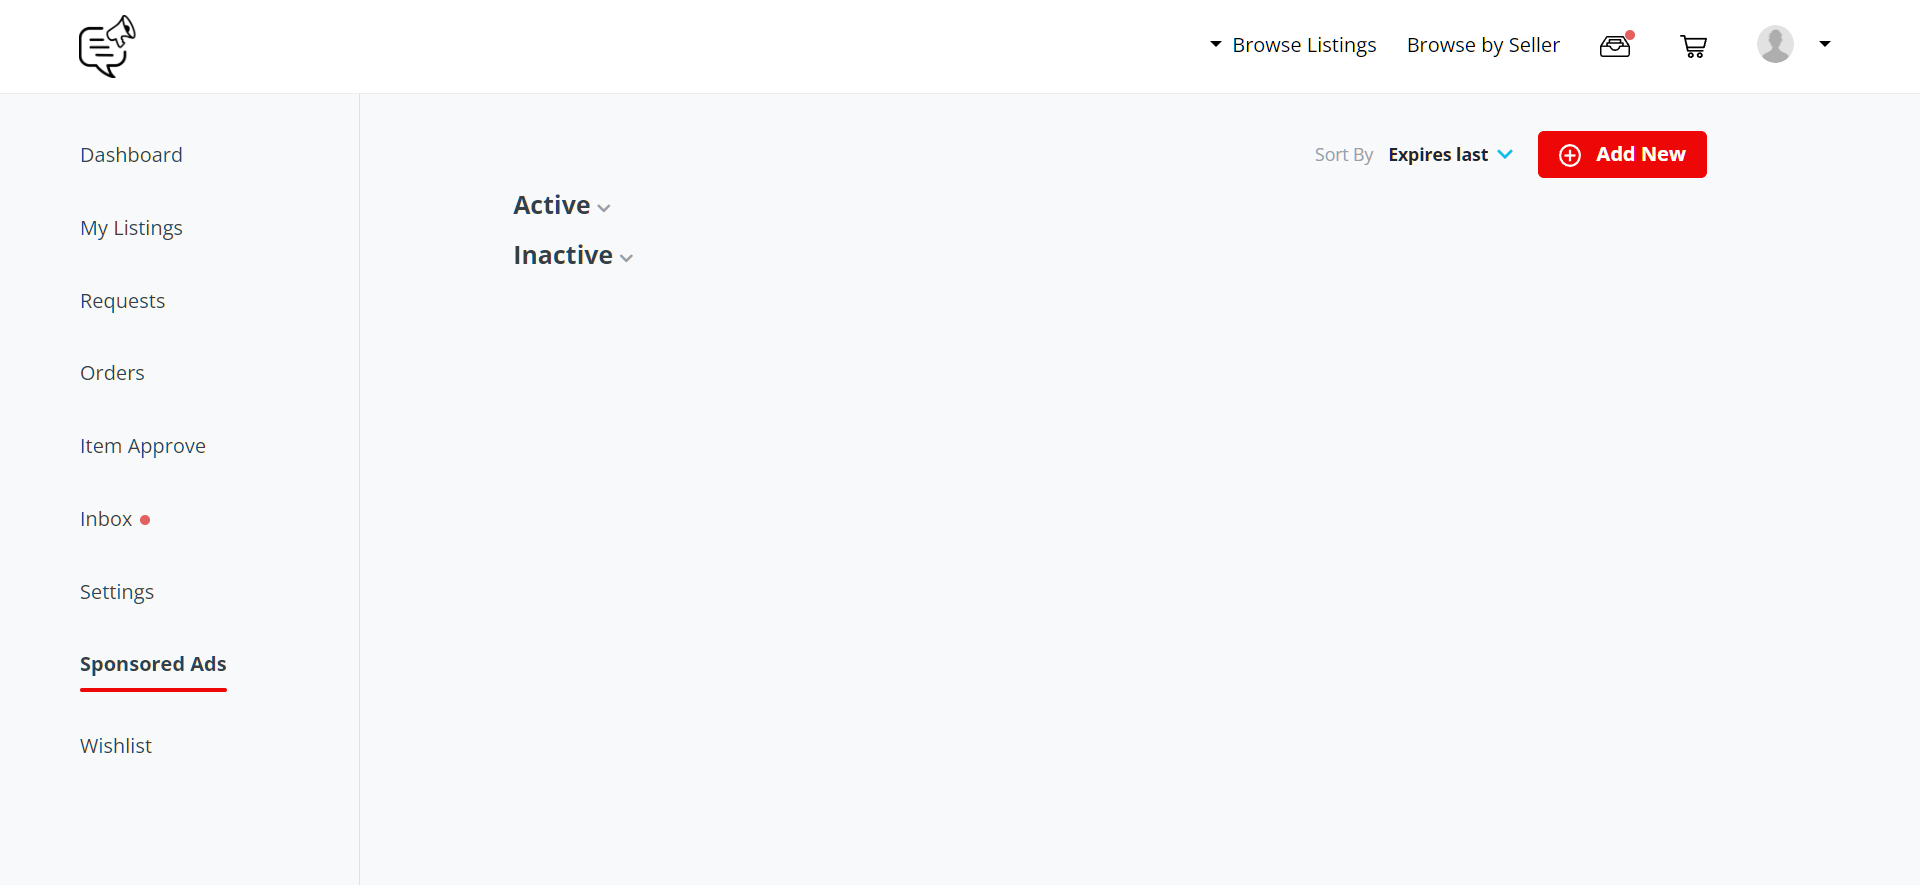 Browse Listings
Browse by Seller
Dashboard
My Listings
Requests
Orders
Item Approve
Inbox
Settings
Sponsored Ads
Wishlist
Sort By Expires last
Add New
Active
Inactive